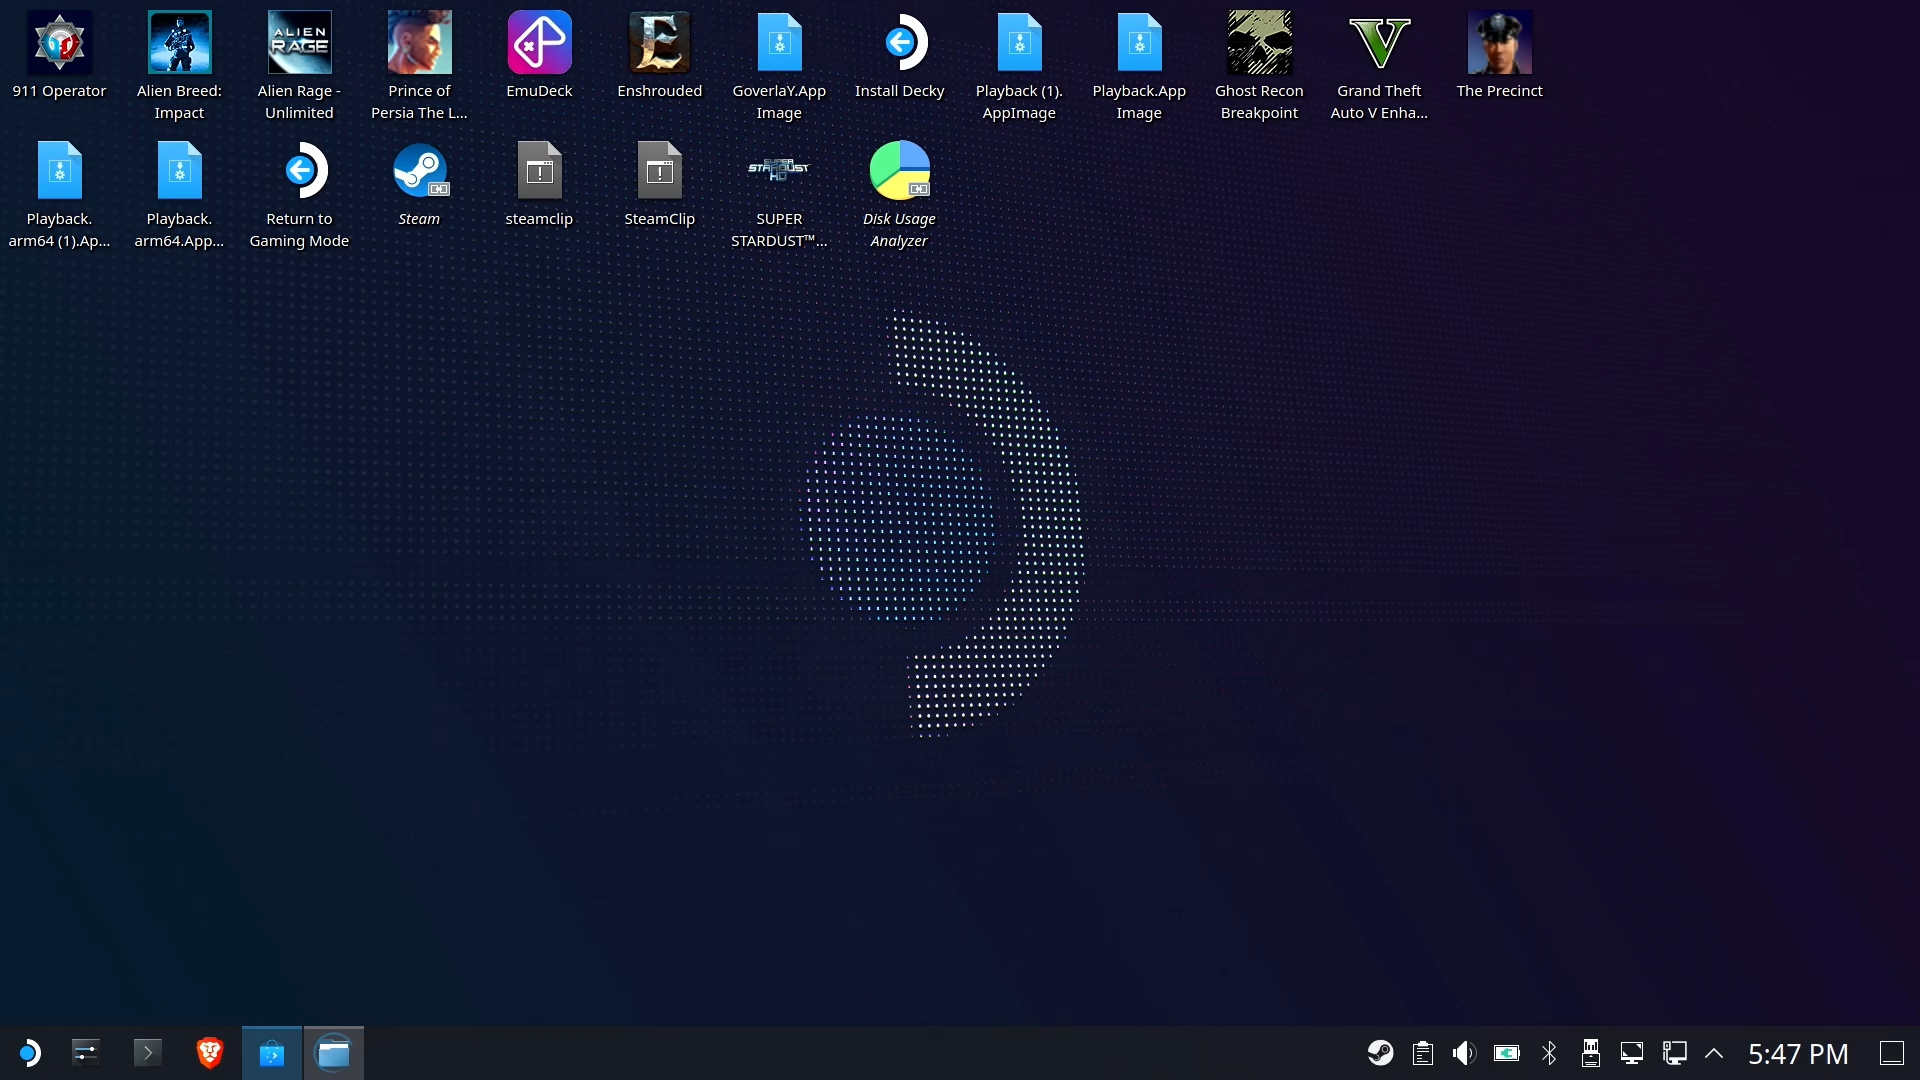 ALIEN
RAGE
911 Operator
Alien Breed:
Impact
Alien Rage -
Unlimited
Prince of
Persia The L...
EmuDeck
Enshrouded
GoverlaY.App
Image
Install Decky
Playback (1).
AppImage
Playback.App
Image
Ghost Recon
Breakpoint
Grand Theft
Auto V Enha...
The Precinct
SUPER
STARDUST
HD
Playback.
arm64 (1).Ap...
Playback.
arm64.App...
Return to
Gaming Mode
Steam
steamclip
SteamClip
SUPER
STARDUST™...
Disk Usage
Analyzer
5:47 PM